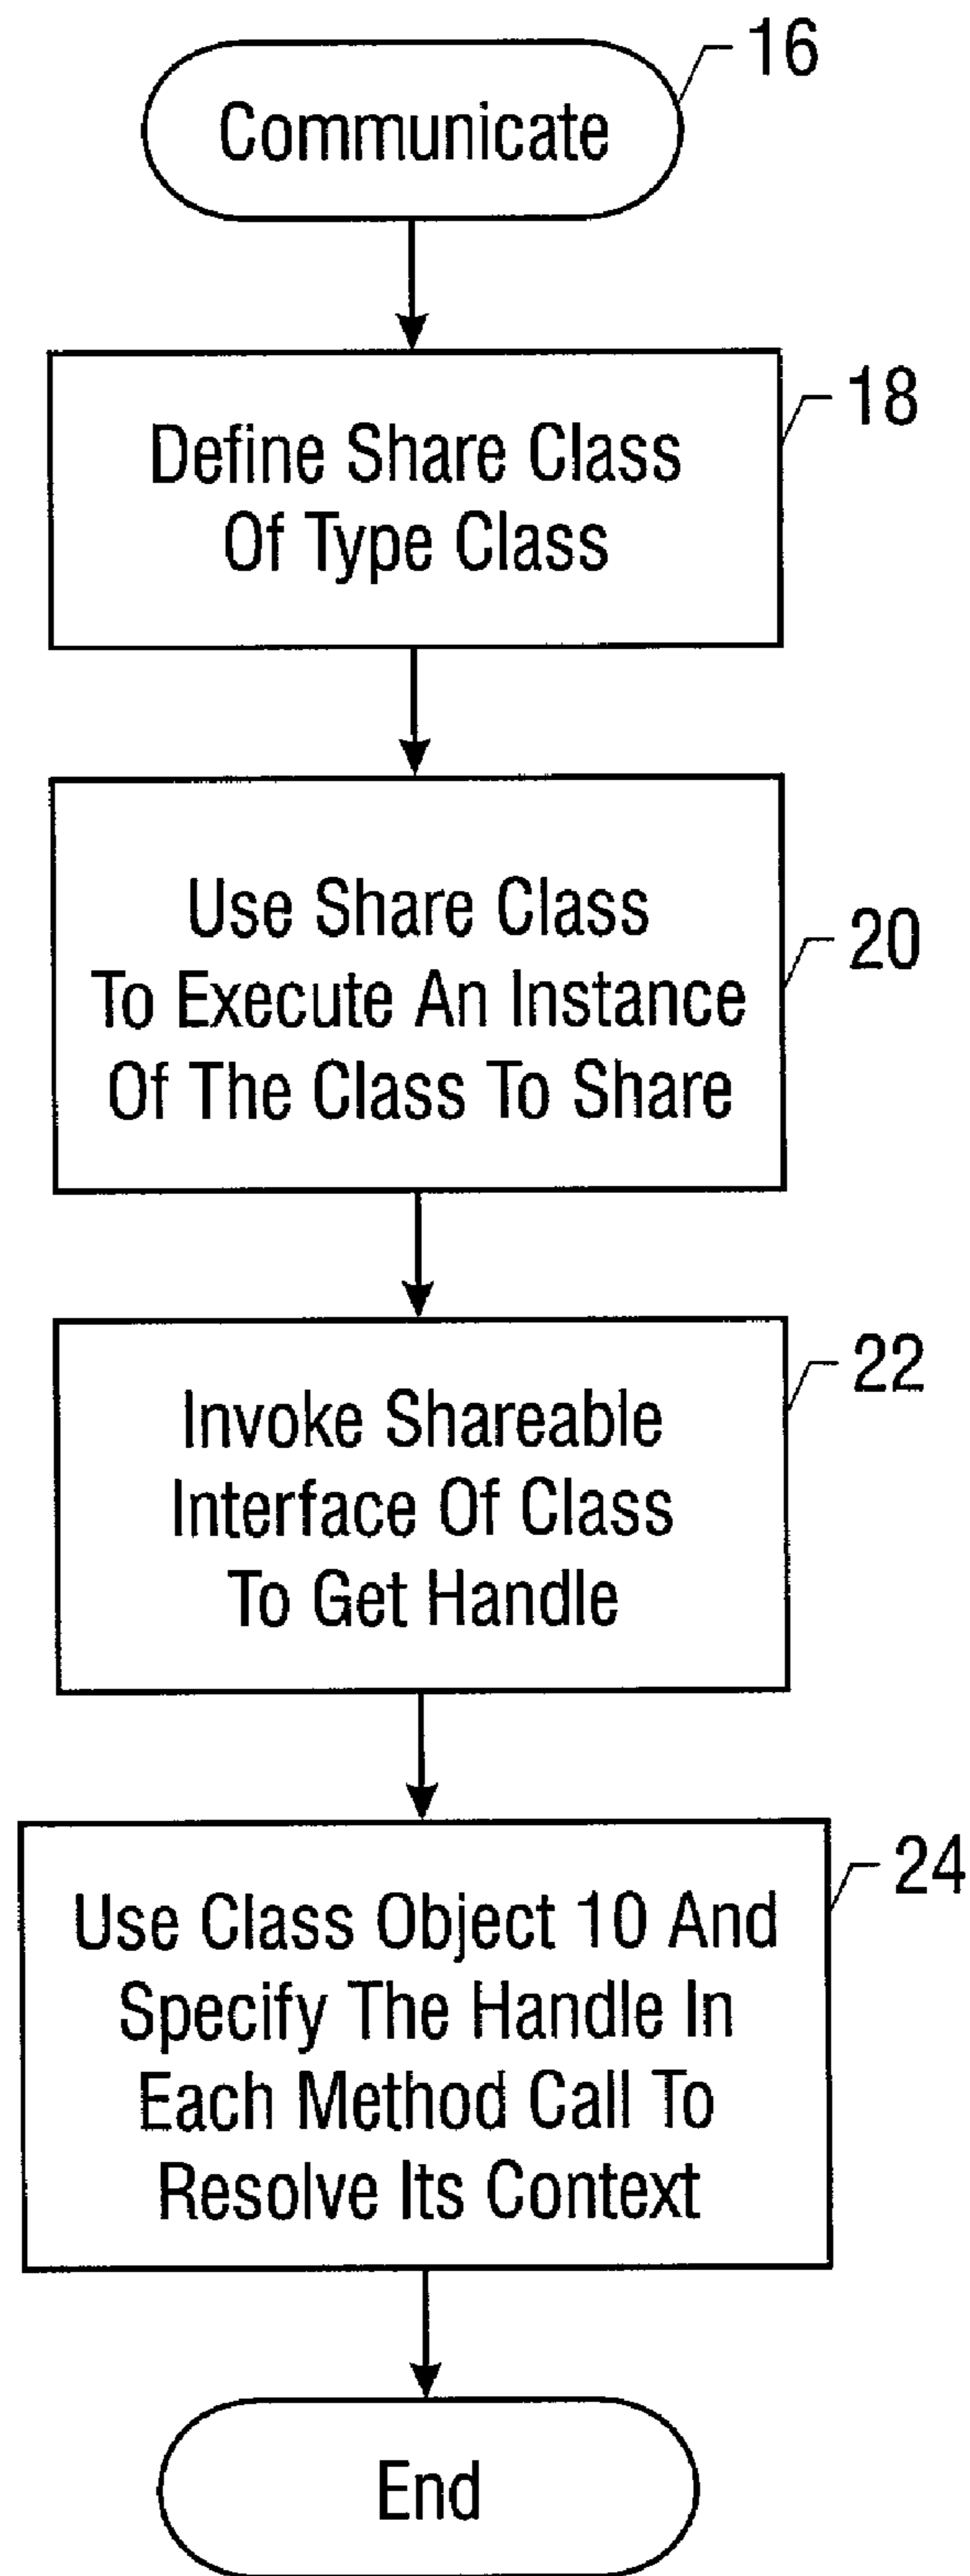 16
Communicate
18
Define Share Class
Of Type Class
20
Use Share Class
To Execute An Instance
Of The Class To Share
22
Invoke Shareable
Interface Of Class
To Get Handle
24
Use Class Object 10 And
Specify The Handle In
Each Method Call To
Resolve Its Context
End